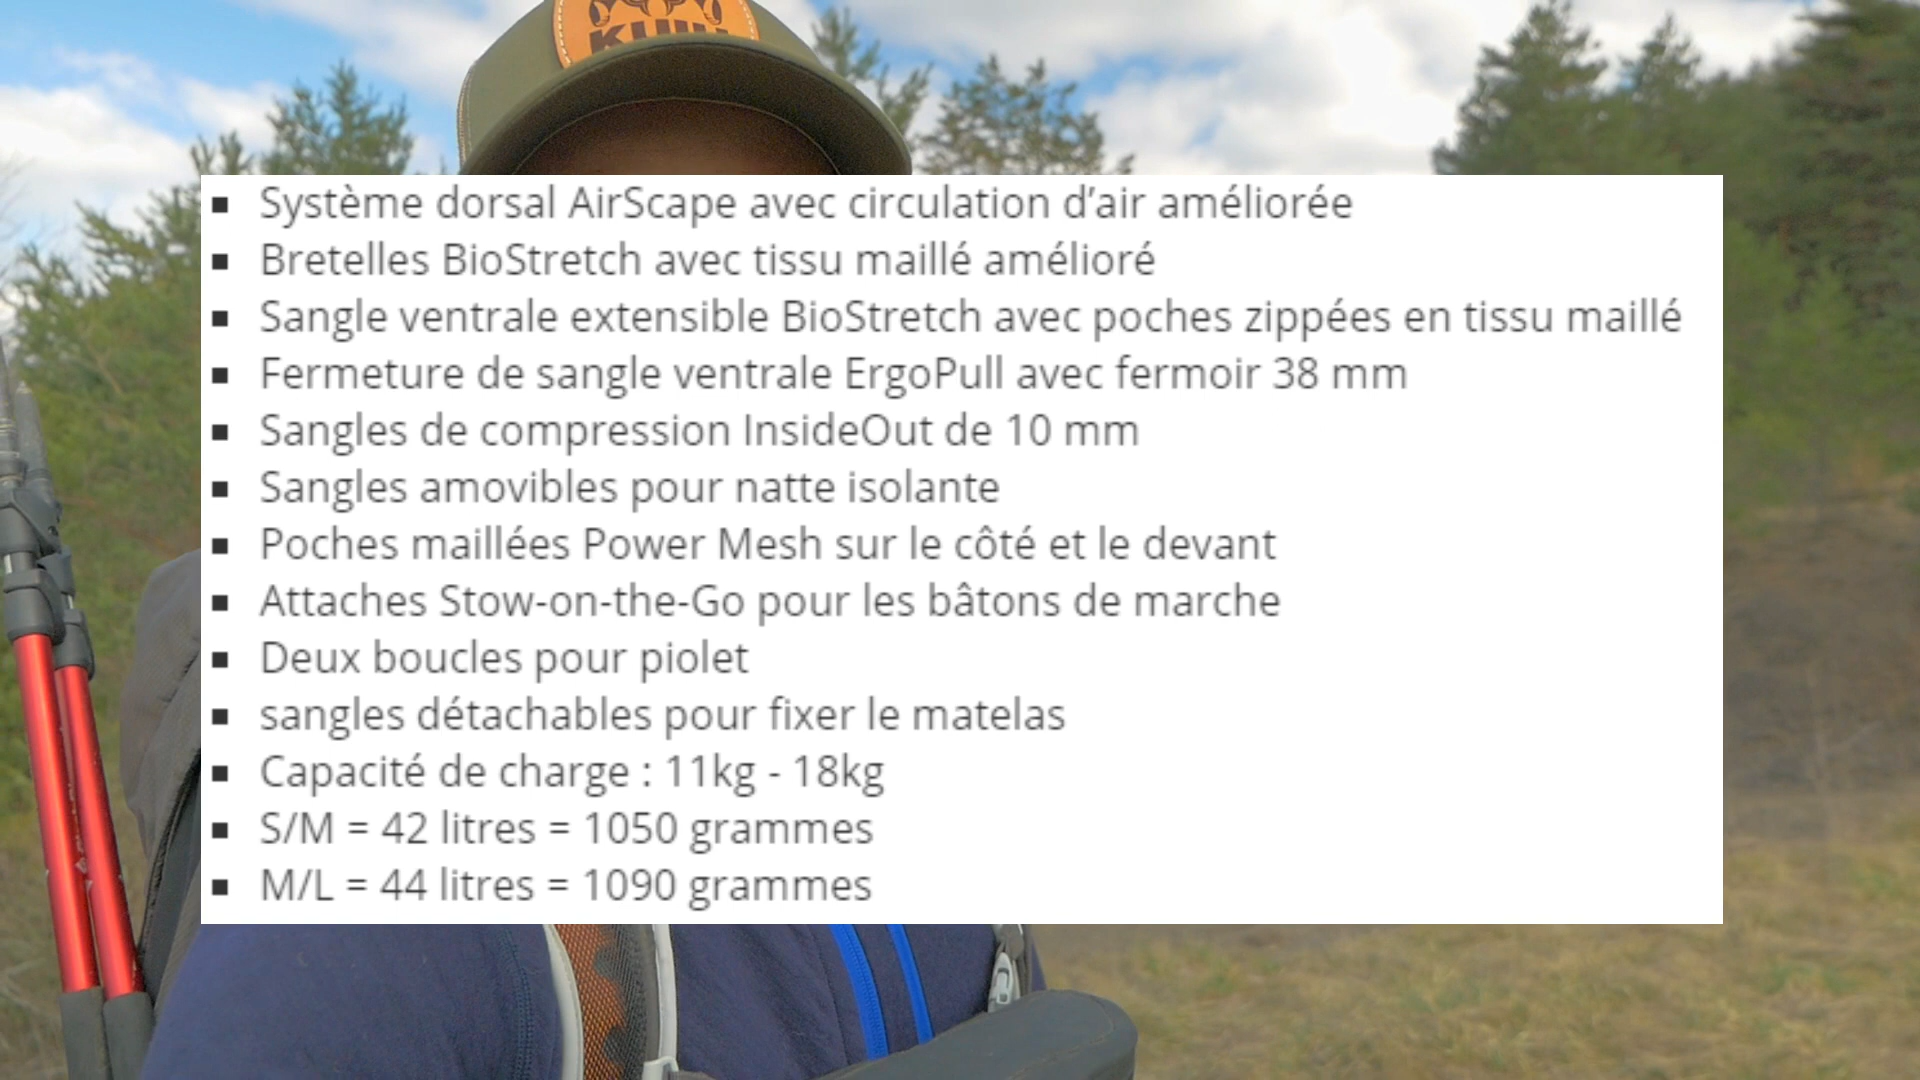 KUIU
Système dorsal AirScape avec circulation d’air améliorée
Bretelles BioStretch avec tissu maillé amélioré
Sangle ventrale extensible BioStretch avec poches zippées en tissu maillé
Fermeture de sangle ventrale ErgoPull avec fermoir 38 mm
Sangles de compression InsideOut de 10 mm
Sangles amovibles pour natte isolante
Poches maillées Power Mesh sur le côté et le devant
Attaches Stow-on-the-Go pour les bâtons de marche
Deux boucles pour piolet
sangles détachables pour fixer le matelas
Capacité de charge : 11kg - 18kg
S/M = 42 litres = 1050 grammes
M/L = 44 litres = 1090 grammes